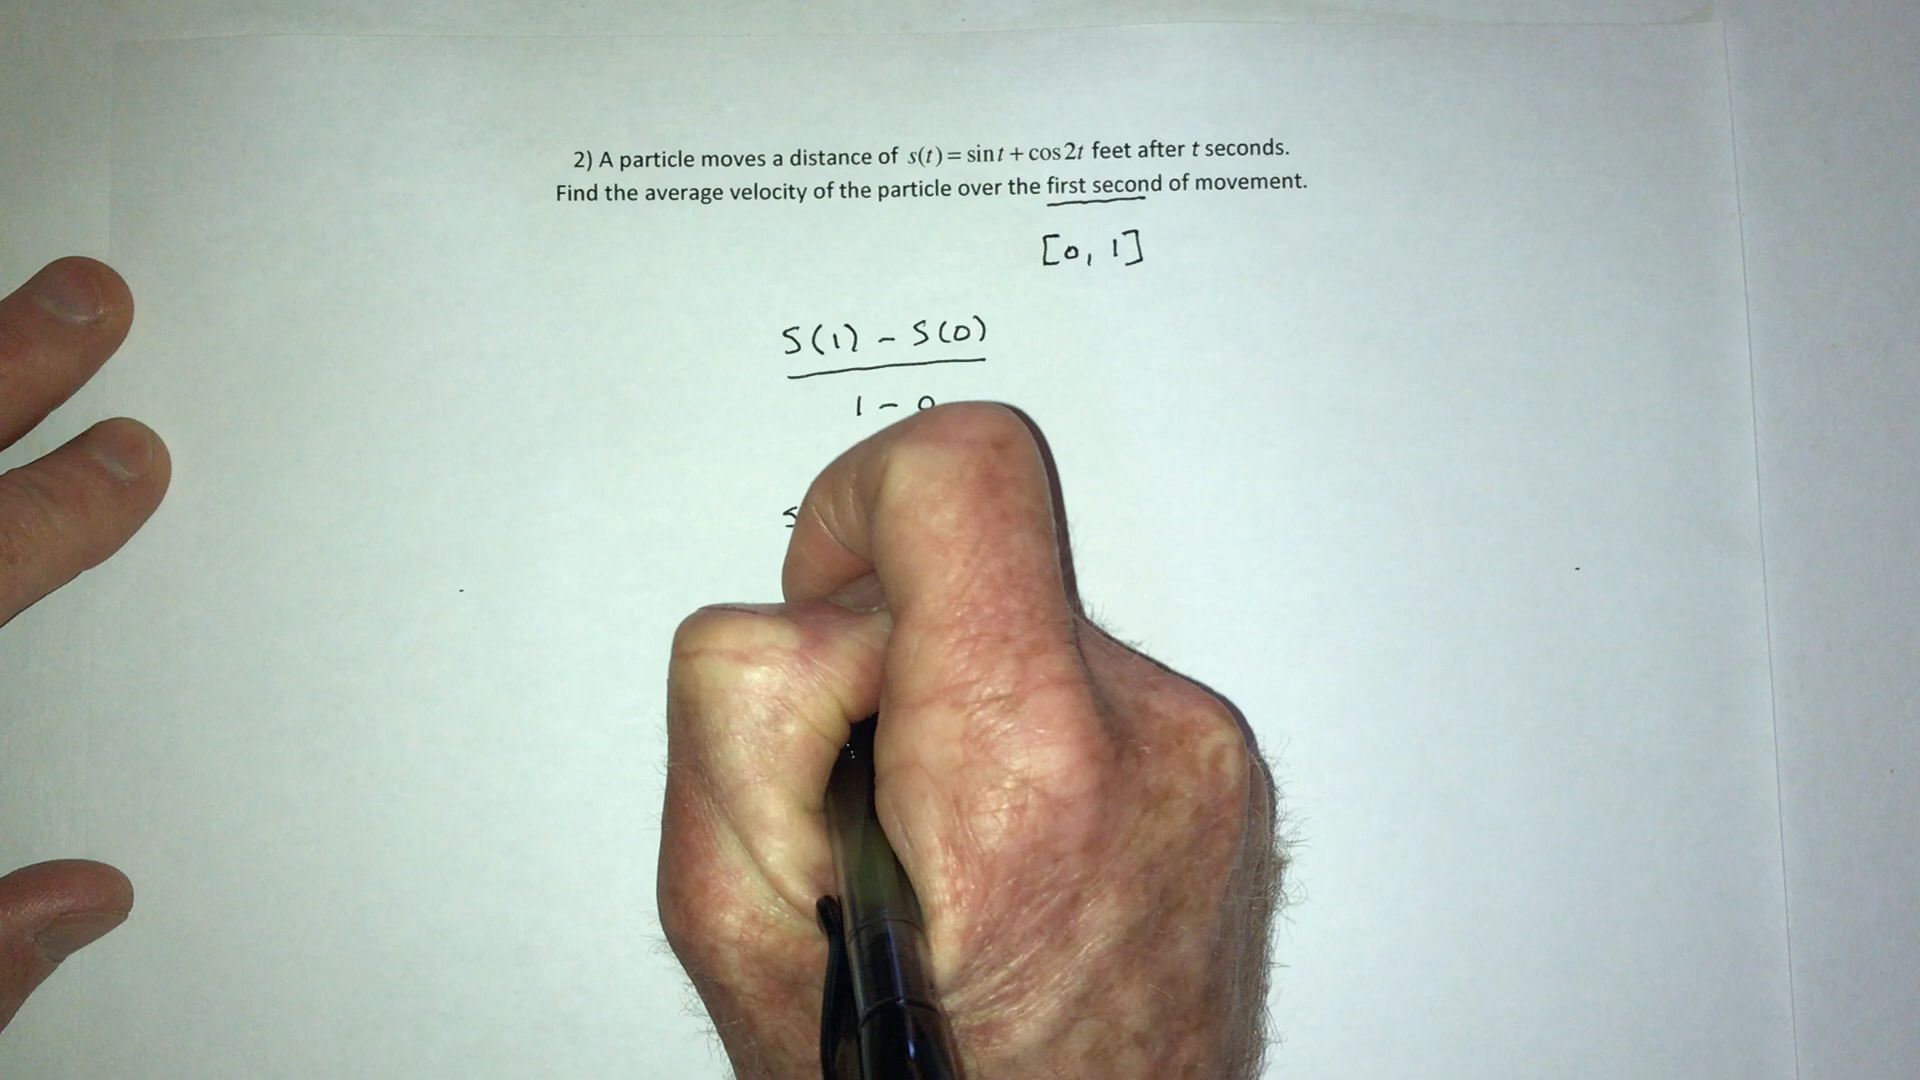 2) A particle moves a distance of s(t)= sin t + cos 2t feet after t seconds.
Find the average velocity of the particle over the first second of movement.
[0, 1]
S(1) - S(0)
1 - 0
S